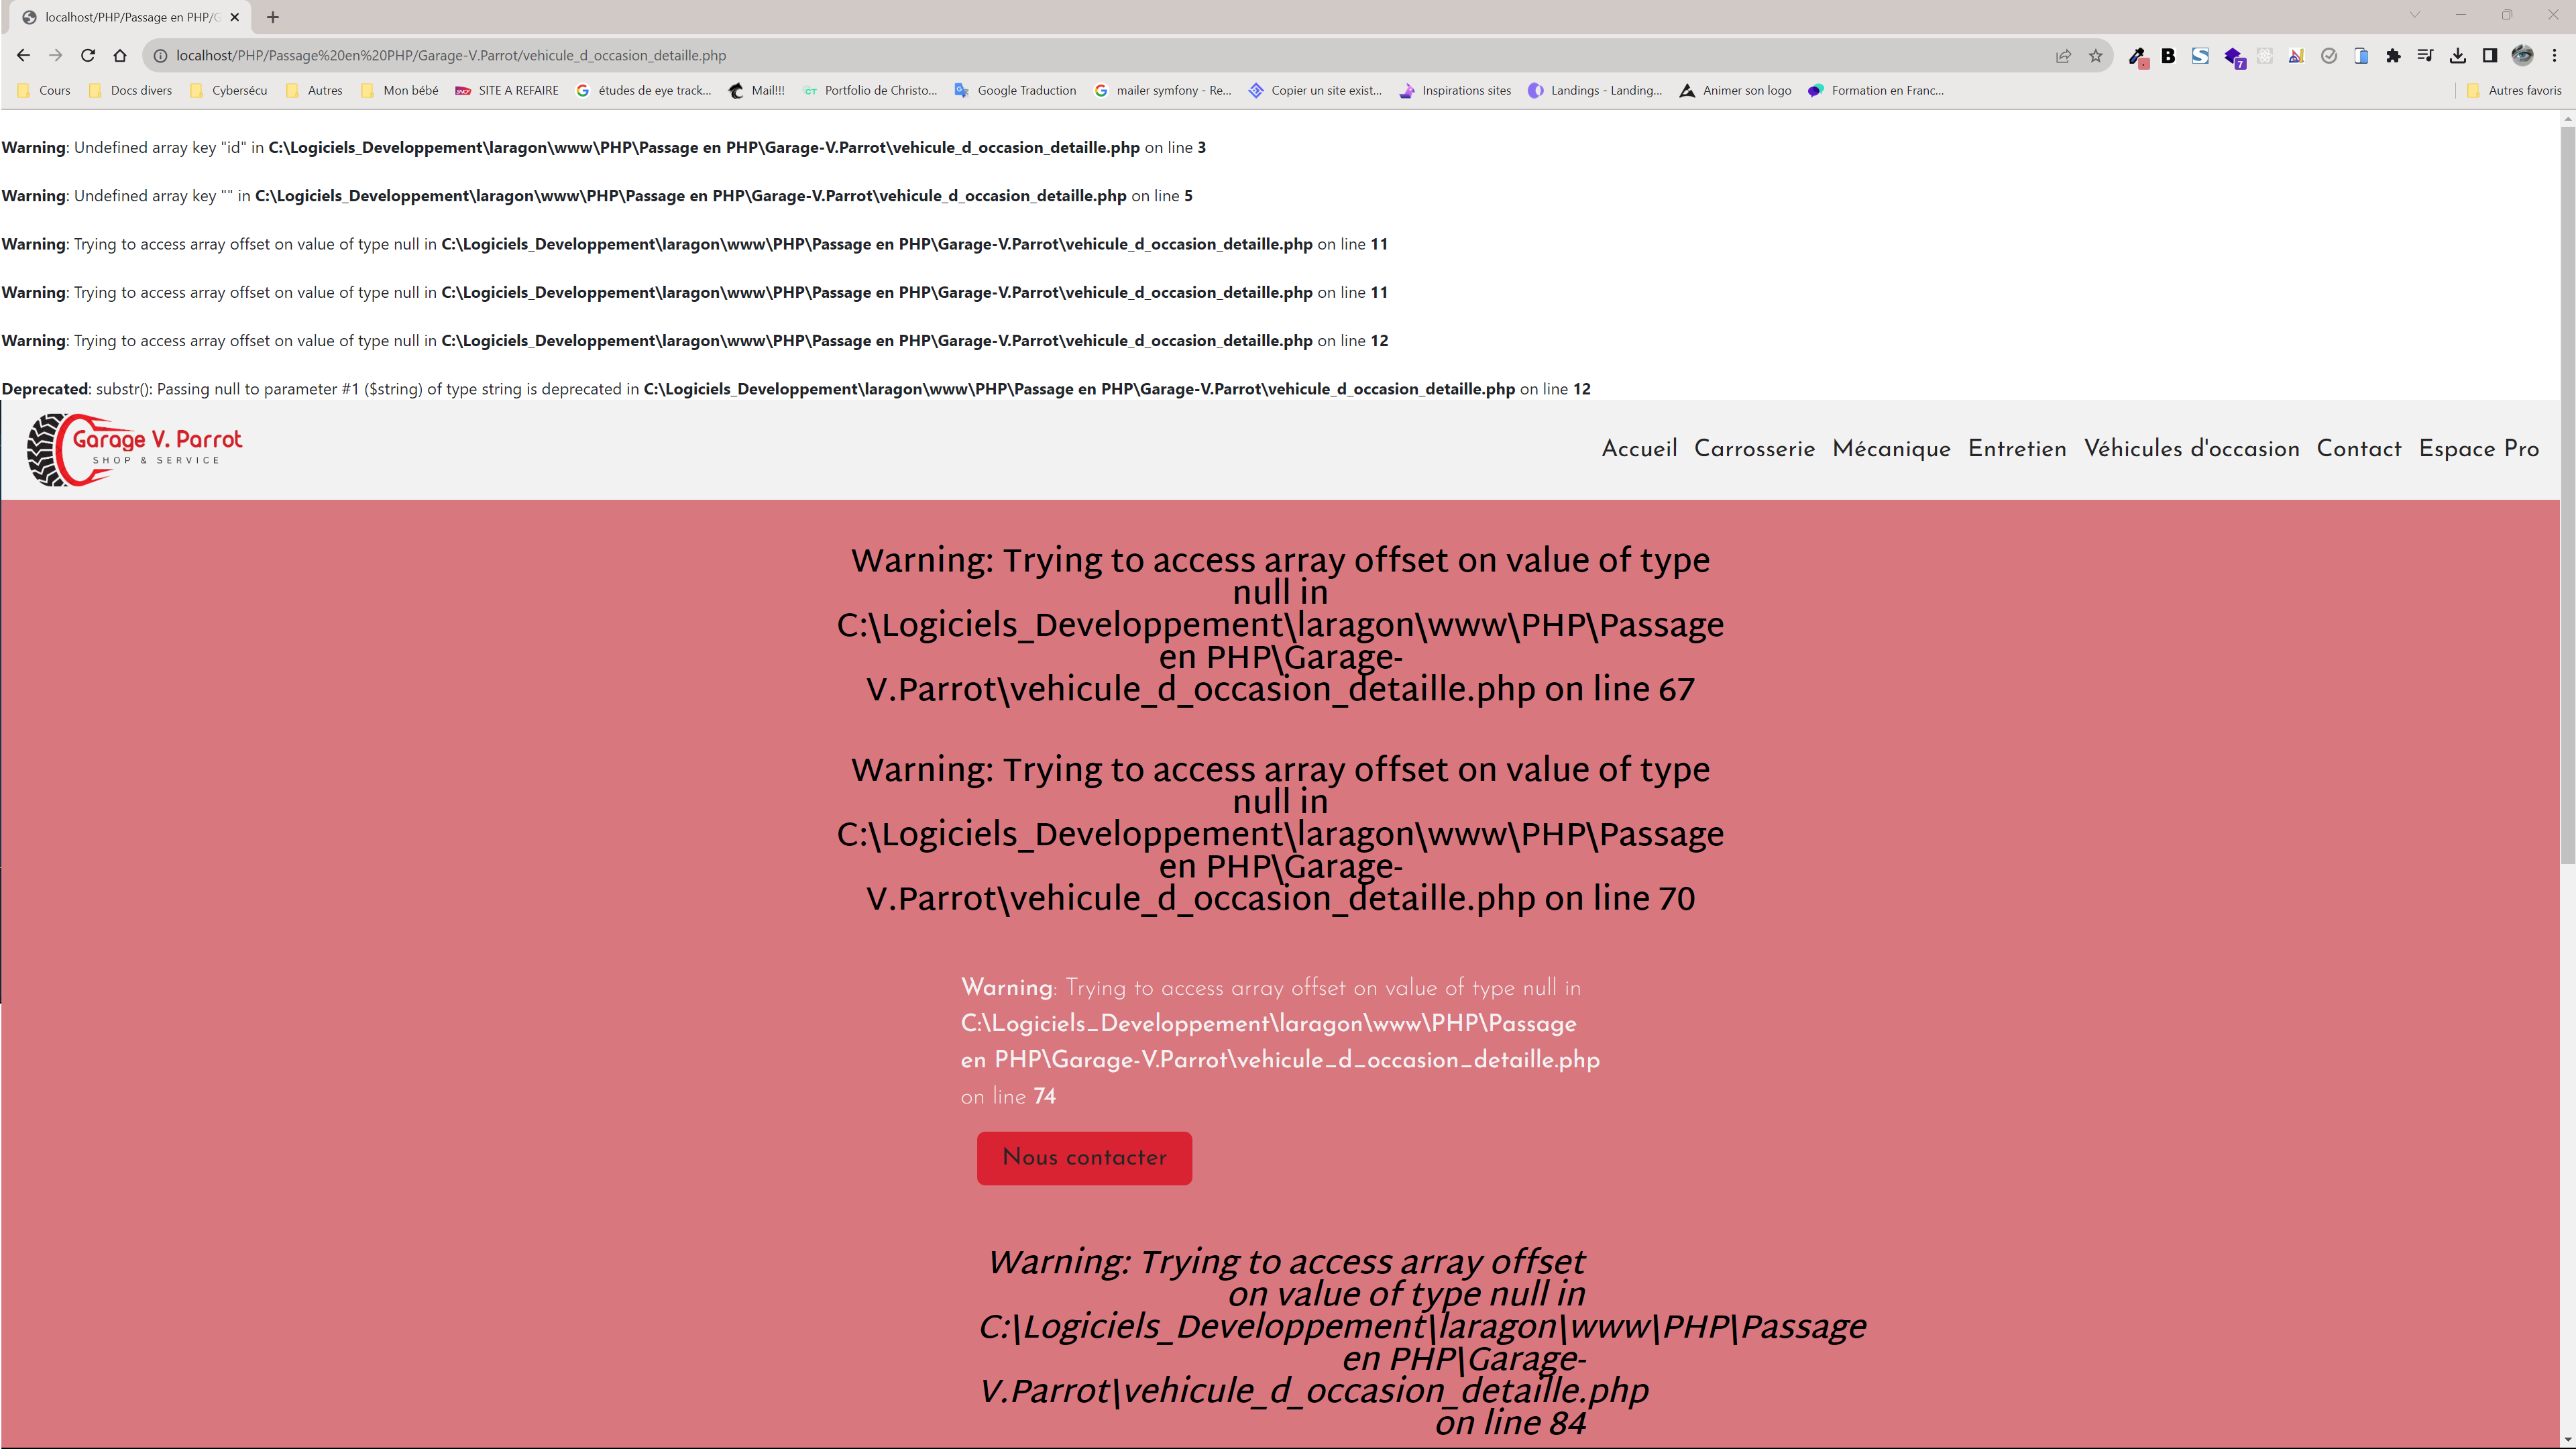 localhost/PHP/Passage en PHP/G
localhost/PHP/Passage%20en%20PHP/Garage-V.Parrot/vehicule_d_occasion_detaille.php
7
Cours Docs divers Cybersécu Autres Mon bébé SITE A REFAIRE études de eye track... Mail!!! Portfolio de Christo... Google Traduction mailer symfony - Re... Copier un site exist... Inspirations sites Landings - Landing... Animer son logo Formation en Franc... Autres favoris
Warning: Undefined array key "id" in C:\Logiciels_Developpement\laragon\www\PHP\Passage en PHP\Garage-V.Parrot\vehicule_d_occasion_detaille.php on line 3
Warning: Undefined array key "" in C:\Logiciels_Developpement\laragon\www\PHP\Passage en PHP\Garage-V.Parrot\vehicule_d_occasion_detaille.php on line 5
Warning: Trying to access array offset on value of type null in C:\Logiciels_Developpement\laragon\www\PHP\Passage en PHP\Garage-V.Parrot\vehicule_d_occasion_detaille.php on line 11
Warning: Trying to access array offset on value of type null in C:\Logiciels_Developpement\laragon\www\PHP\Passage en PHP\Garage-V.Parrot\vehicule_d_occasion_detaille.php on line 11
Warning: Trying to access array offset on value of type null in C:\Logiciels_Developpement\laragon\www\PHP\Passage en PHP\Garage-V.Parrot\vehicule_d_occasion_detaille.php on line 12
Deprecated: substr(): Passing null to parameter #1 ($string) of type string is deprecated in C:\Logiciels_Developpement\laragon\www\PHP\Passage en PHP\Garage-V.Parrot\vehicule_d_occasion_detaille.php on line 12
Garage V. Parrot
SHOP & SERVICE
Accueil Carrosserie Mécanique Entretien Véhicules d'occasion Contact Espace Pro
Warning: Trying to access array offset on value of type
null in
C:\Logiciels_Developpement\laragon\www\PHP\Passage
en PHP\Garage-
V.Parrot\vehicule_d_occasion_detaille.php on line 67
Warning: Trying to access array offset on value of type
null in
C:\Logiciels_Developpement\laragon\www\PHP\Passage
en PHP\Garage-
V.Parrot\vehicule_d_occasion_detaille.php on line 70
Warning: Trying to access array offset on value of type null in
C:\Logiciels_Developpement\laragon\www\PHP\Passage
en PHP\Garage-V.Parrot\vehicule_d_occasion_detaille.php
on line 74
Nous contacter
Warning: Trying to access array offset
on value of type null in
C:\Logiciels_Developpement\laragon\www\PHP\Passage
en PHP\Garage-
V.Parrot\vehicule_d_occasion_detaille.php
on line 84